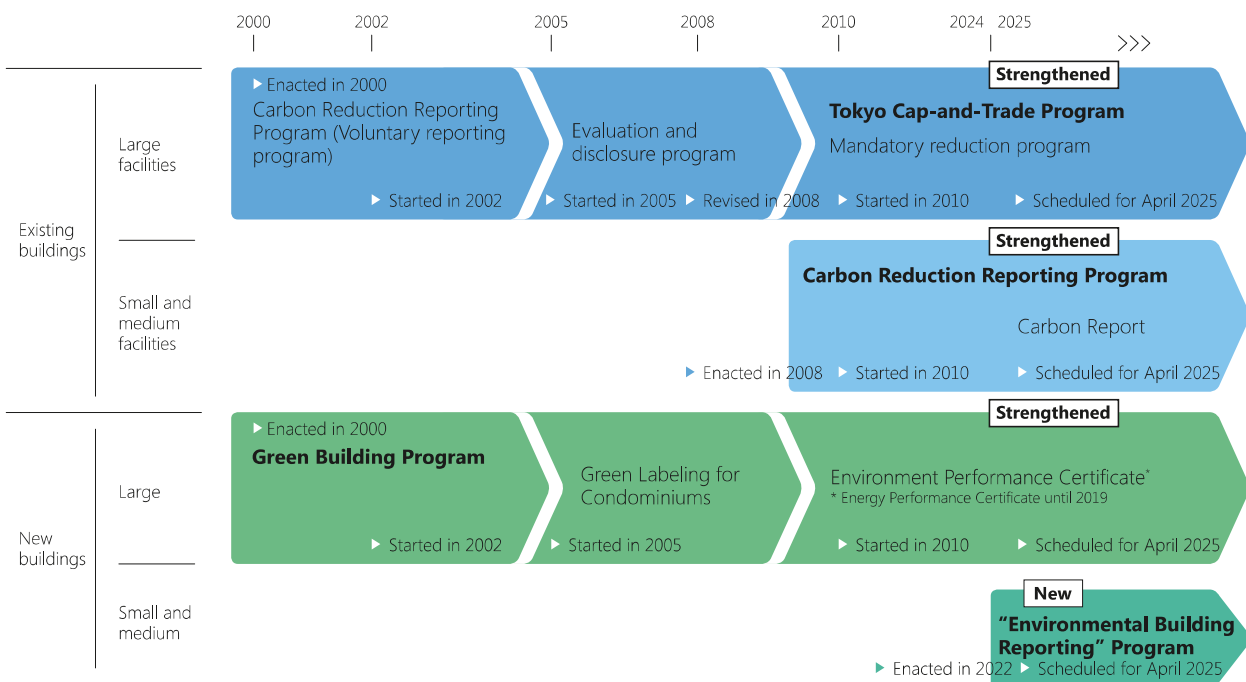 2000 2002 2005 2008 2010 2024 2025
Existing
buildings
Large
facilities
Enacted in 2000
Carbon Reduction Reporting
Program (Voluntary reporting
program)
Started in 2002
Evaluation and
disclosure program
Started in 2005
Revised in 2008
Strengthened
Tokyo Cap-and-Trade Program
Mandatory reduction program
Started in 2010
Scheduled for April 2025
Small and
medium
facilities
Strengthened
Carbon Reduction Reporting Program
Carbon Report
Enacted in 2008
Started in 2010
Scheduled for April 2025
New
buildings
Large
Enacted in 2000
Green Building Program
Started in 2002
Green Labeling for
Condominiums
Started in 2005
Strengthened
Environment Performance Certificate*
* Energy Performance Certificate until 2019
Started in 2010
Scheduled for April 2025
Small and
medium
New
“Environmental Building
Reporting” Program
Enacted in 2022
Scheduled for April 2025